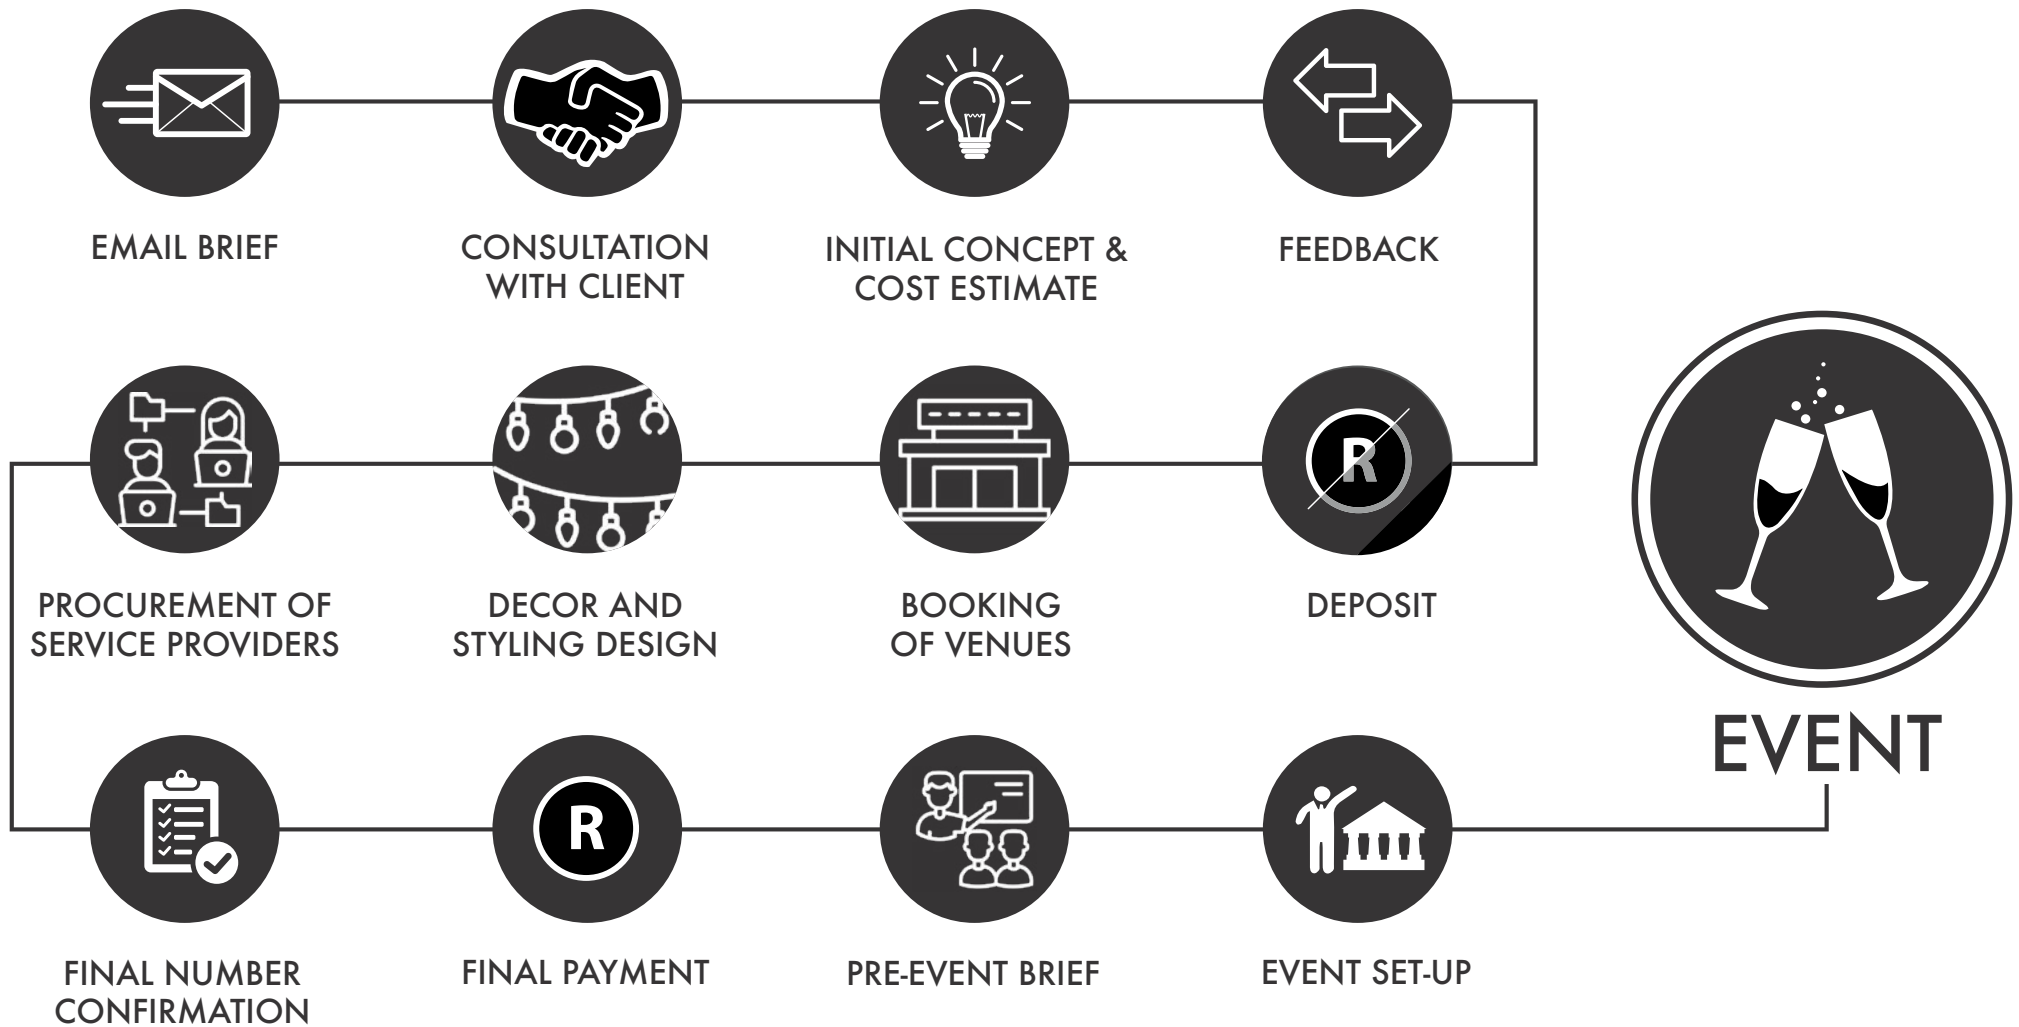 EMAIL BRIEF
CONSULTATION
WITH CLIENT
INITIAL CONCEPT &
COST ESTIMATE
FEEDBACK
R
DEPOSIT
BOOKING
OF VENUES
DECOR AND
STYLING DESIGN
PROCUREMENT OF
SERVICE PROVIDERS
FINAL NUMBER
CONFIRMATION
R
FINAL PAYMENT
PRE-EVENT BRIEF
EVENT SET-UP
EVENT